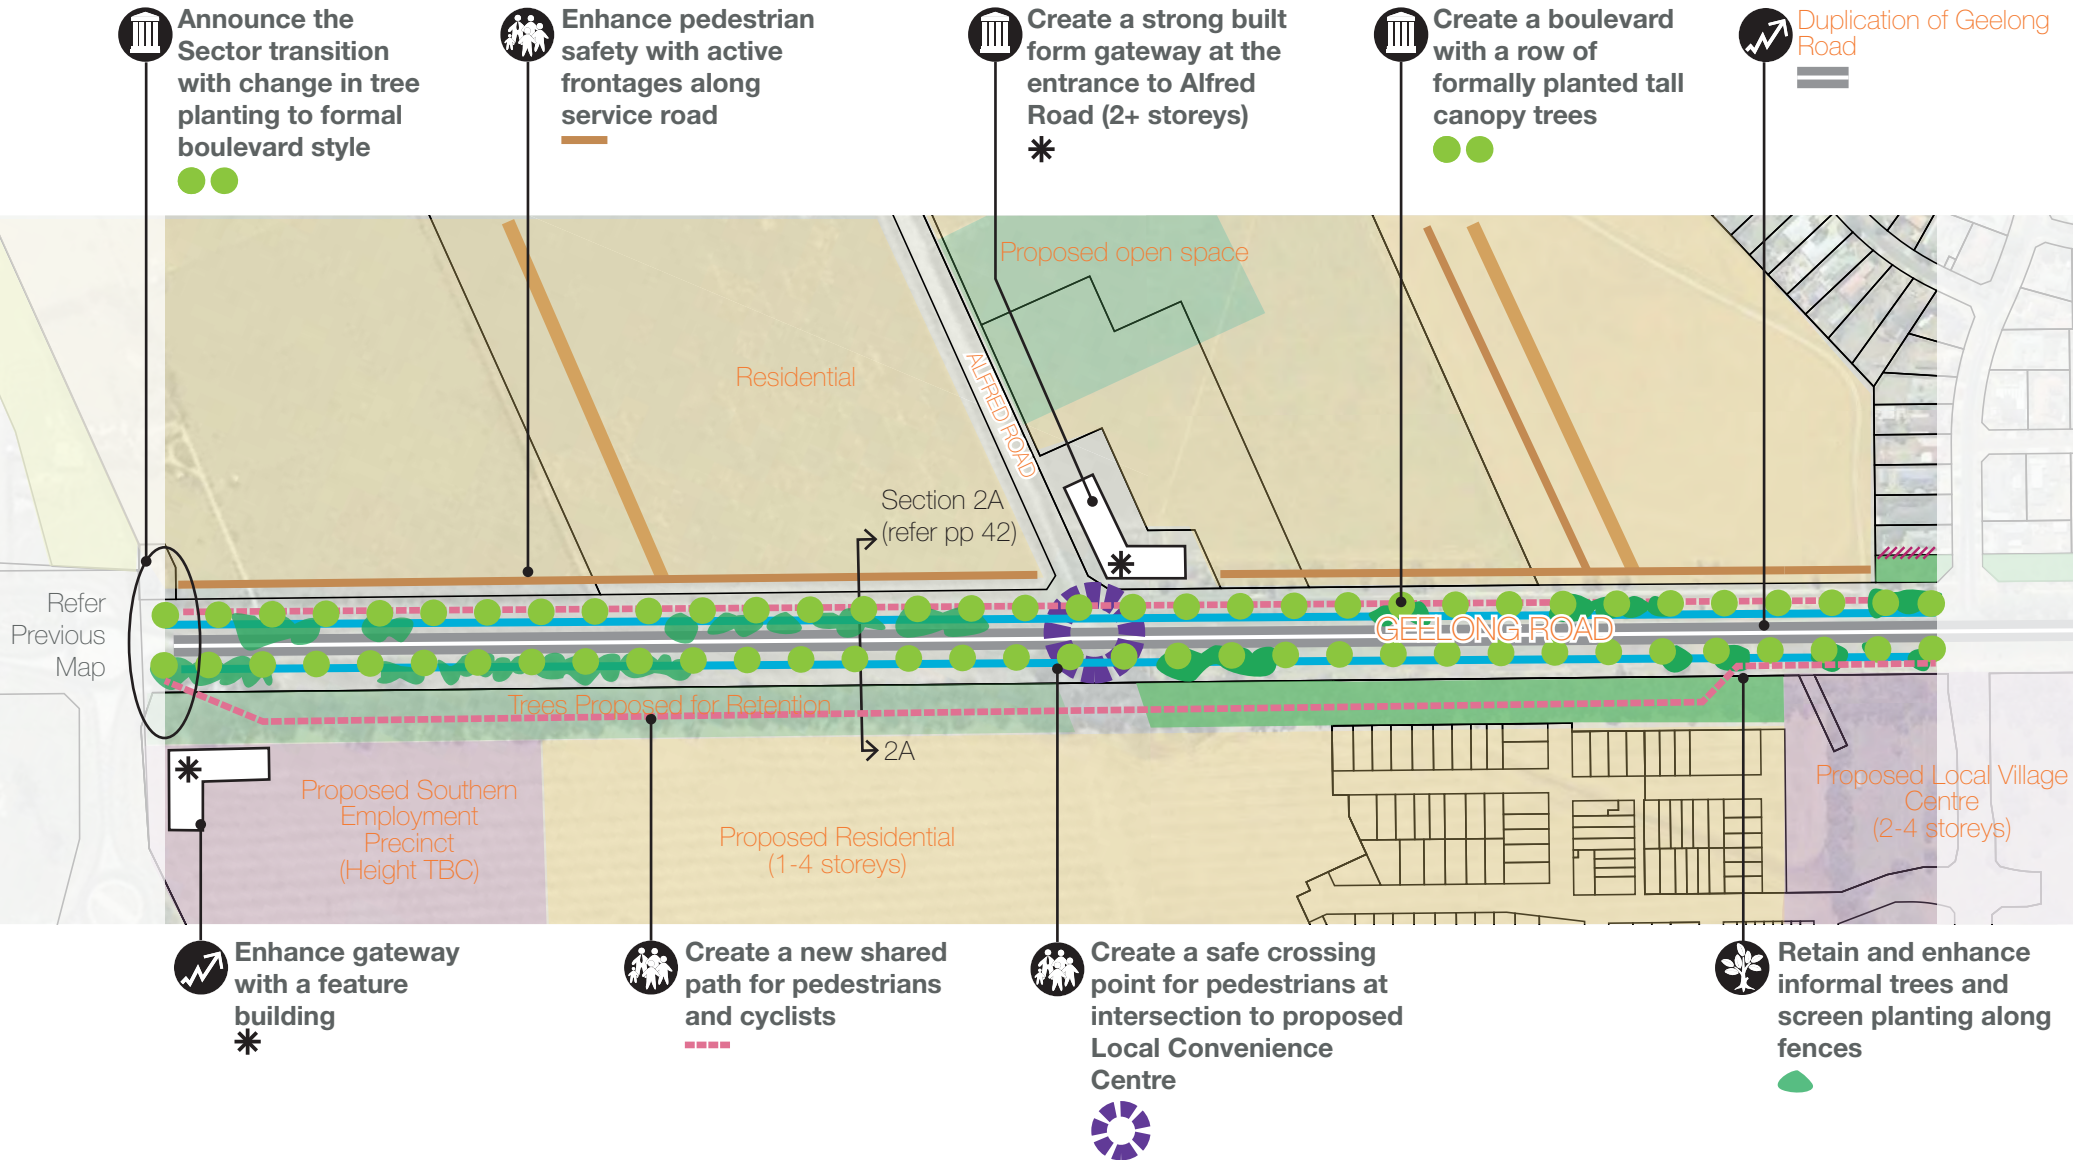 Announce the
Sector transition
with change in tree
planting to formal
boulevard style
Enhance pedestrian
safety with active
frontages along
service road
Create a strong built
form gateway at the
entrance to Alfred
Road (2+ storeys)
Create a boulevard
with a row of
formally planted tall
canopy trees
Duplication of Geelong
Road
Proposed open space
Residential
ALFRED ROAD
Section 2A
(refer pp 42)
Refer
Previous
Map
GEELONG ROAD
Trees Proposed for Retention
2A
Proposed Southern
Employment
Precinct
(Height TBC)
Proposed Residential
(1-4 storeys)
Proposed Local Village
Centre
(2-4 storeys)
Enhance gateway
with a feature
building
Create a new shared
path for pedestrians
and cyclists
Create a safe crossing
point for pedestrians at
intersection to proposed
Local Convenience
Centre
Retain and enhance
informal trees and
screen planting along
fences